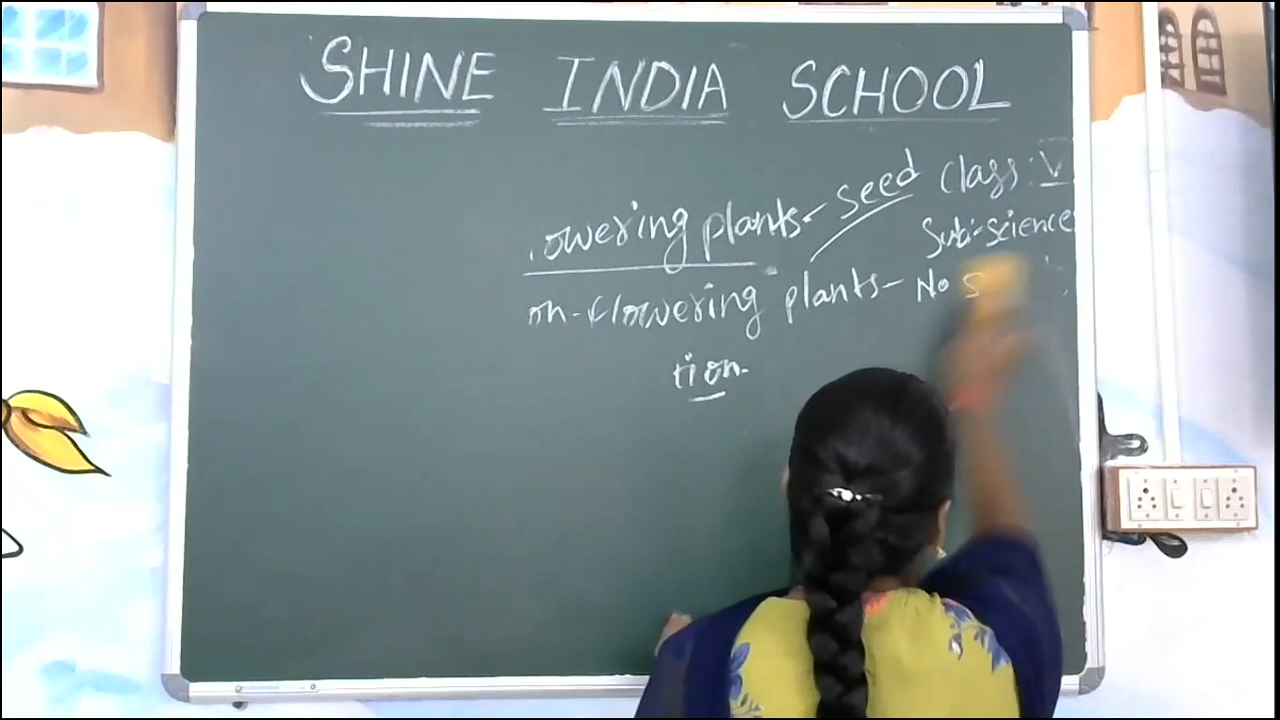 SHINE INDIA SCHOOL
Class: V
owering plants - seed
Sub:- science
on-flowering plants - No S
tion.